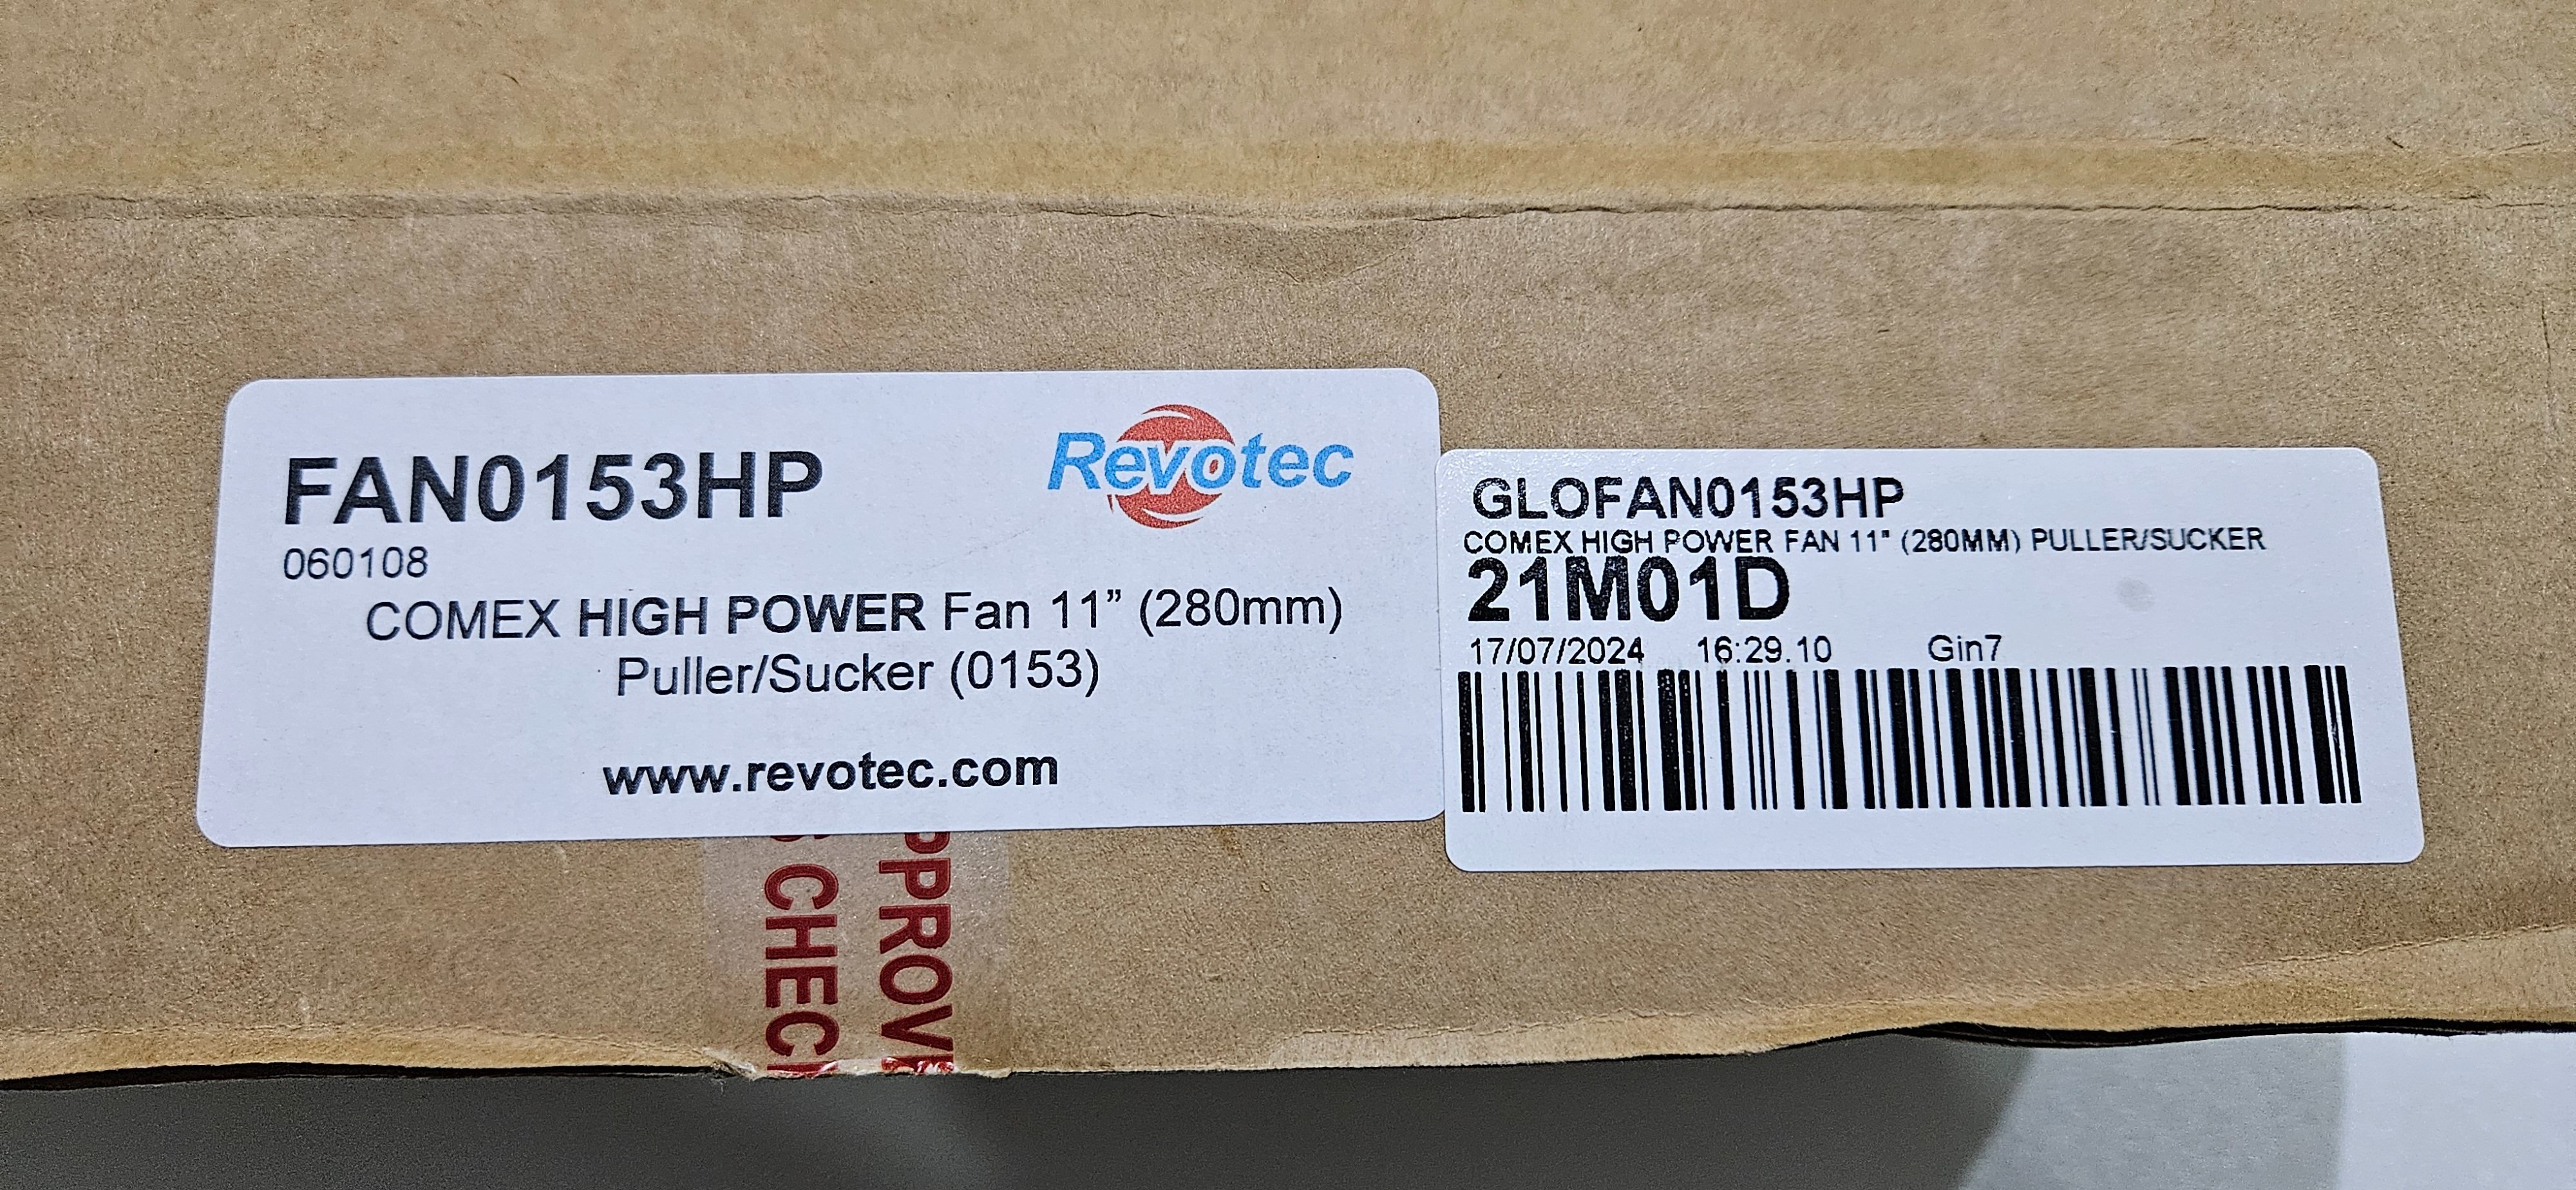 FAN0153HP
Revotec
060108
COMEX HIGH POWER Fan 11” (280mm)
Puller/Sucker (0153)
www.revotec.com
GLOFAN0153HP
COMEX HIGH POWER FAN 11" (280MM) PULLER/SUCKER
21M01D
17/07/2024 16:29.10 Gin7
PPROV
CHEC